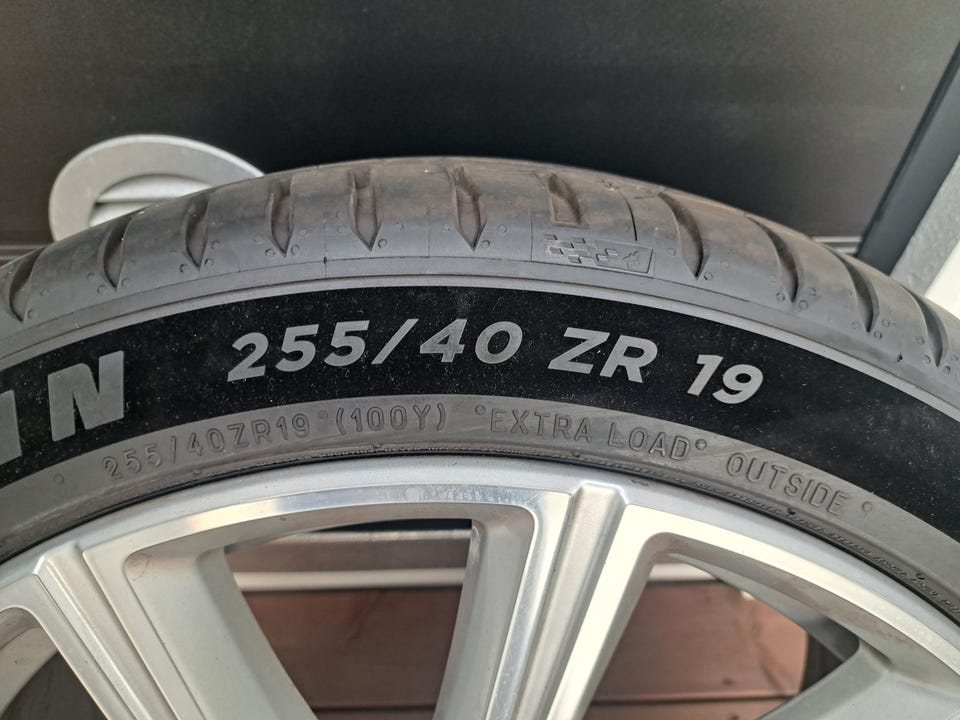 IN 255/40 ZR 19
255/40ZR19 (100Y) °EXTRA LOAD° OUTSIDE